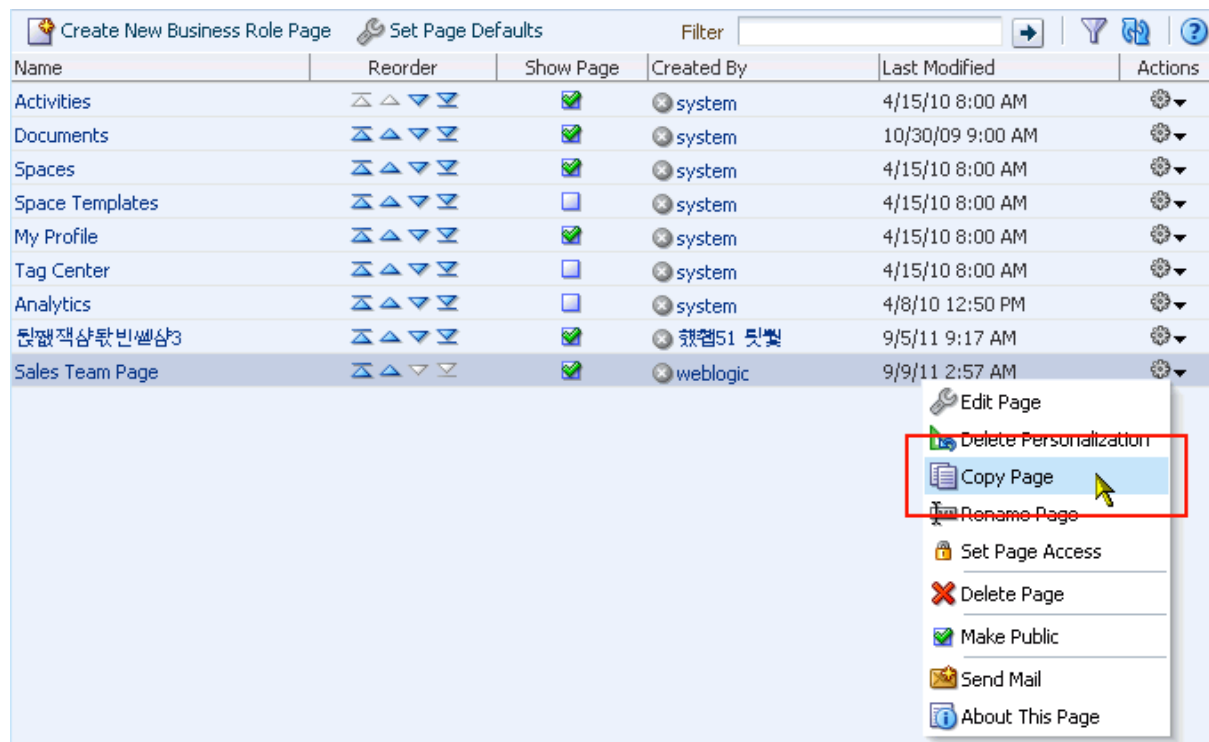 Create New Business Role Page Set Page Defaults Filter
Name Reorder Show Page Created By Last Modified Actions
Activities system 4/15/10 8:00 AM
Documents system 10/30/09 9:00 AM
Spaces system 4/15/10 8:00 AM
Space Templates system 4/15/10 8:00 AM
My Profile system 4/15/10 8:00 AM
Tag Center system 4/15/10 8:00 AM
Analytics system 4/8/10 12:50 PM
9/5/11 9:17 AM
Sales Team Page weblogic 9/9/11 2:57 AM
Edit Page
Delete Personalization
Copy Page
Rename Page
Set Page Access
Delete Page
Make Public
Send Mail
About This Page